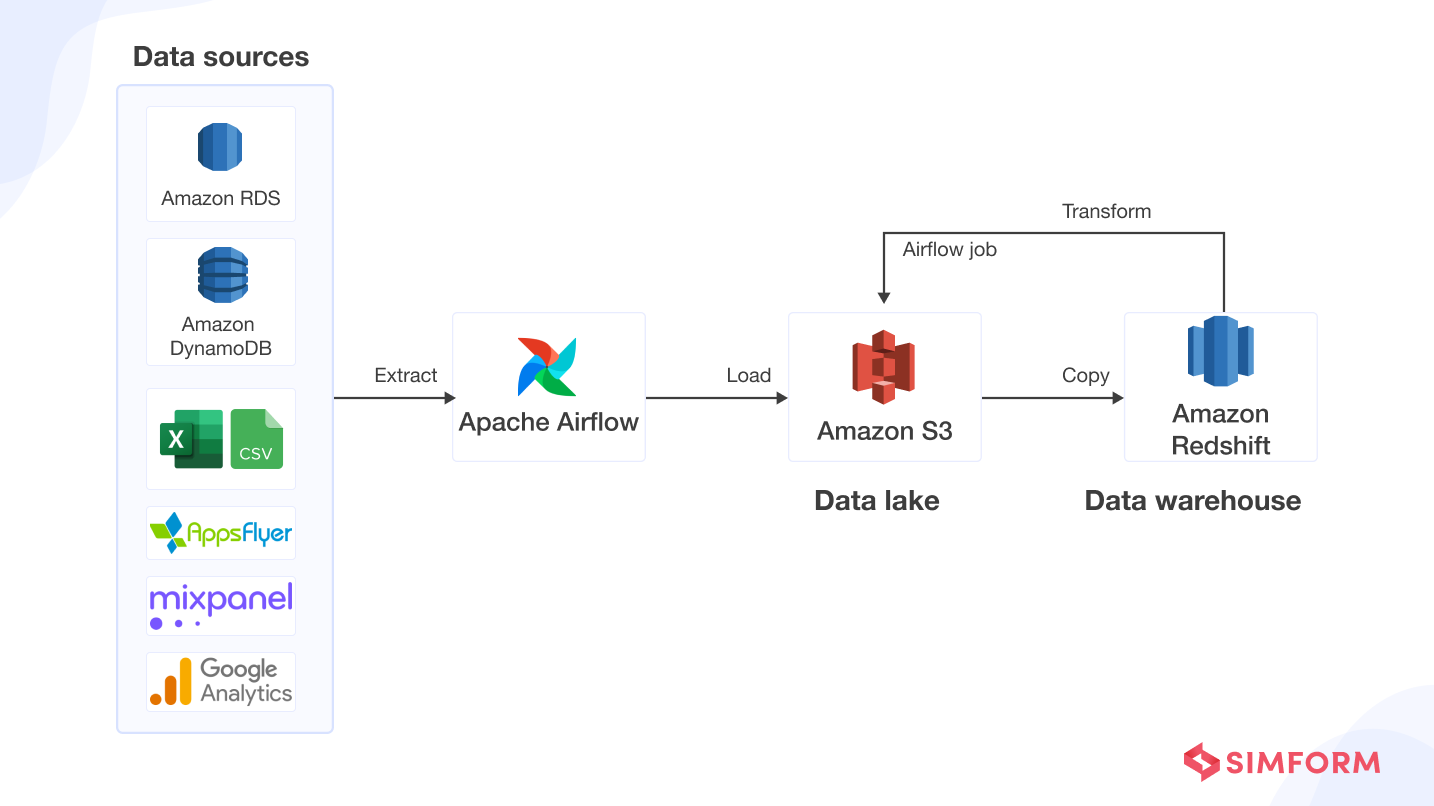 Data sources
Amazon RDS
Amazon
DynamoDB
X
CSV
AppsFlyer
mixpanel
Google
Analytics
Extract
Apache Airflow
Load
Transform
Airflow job
Amazon S3
Data lake
Copy
Amazon
Redshift
Data warehouse
SIMFORM